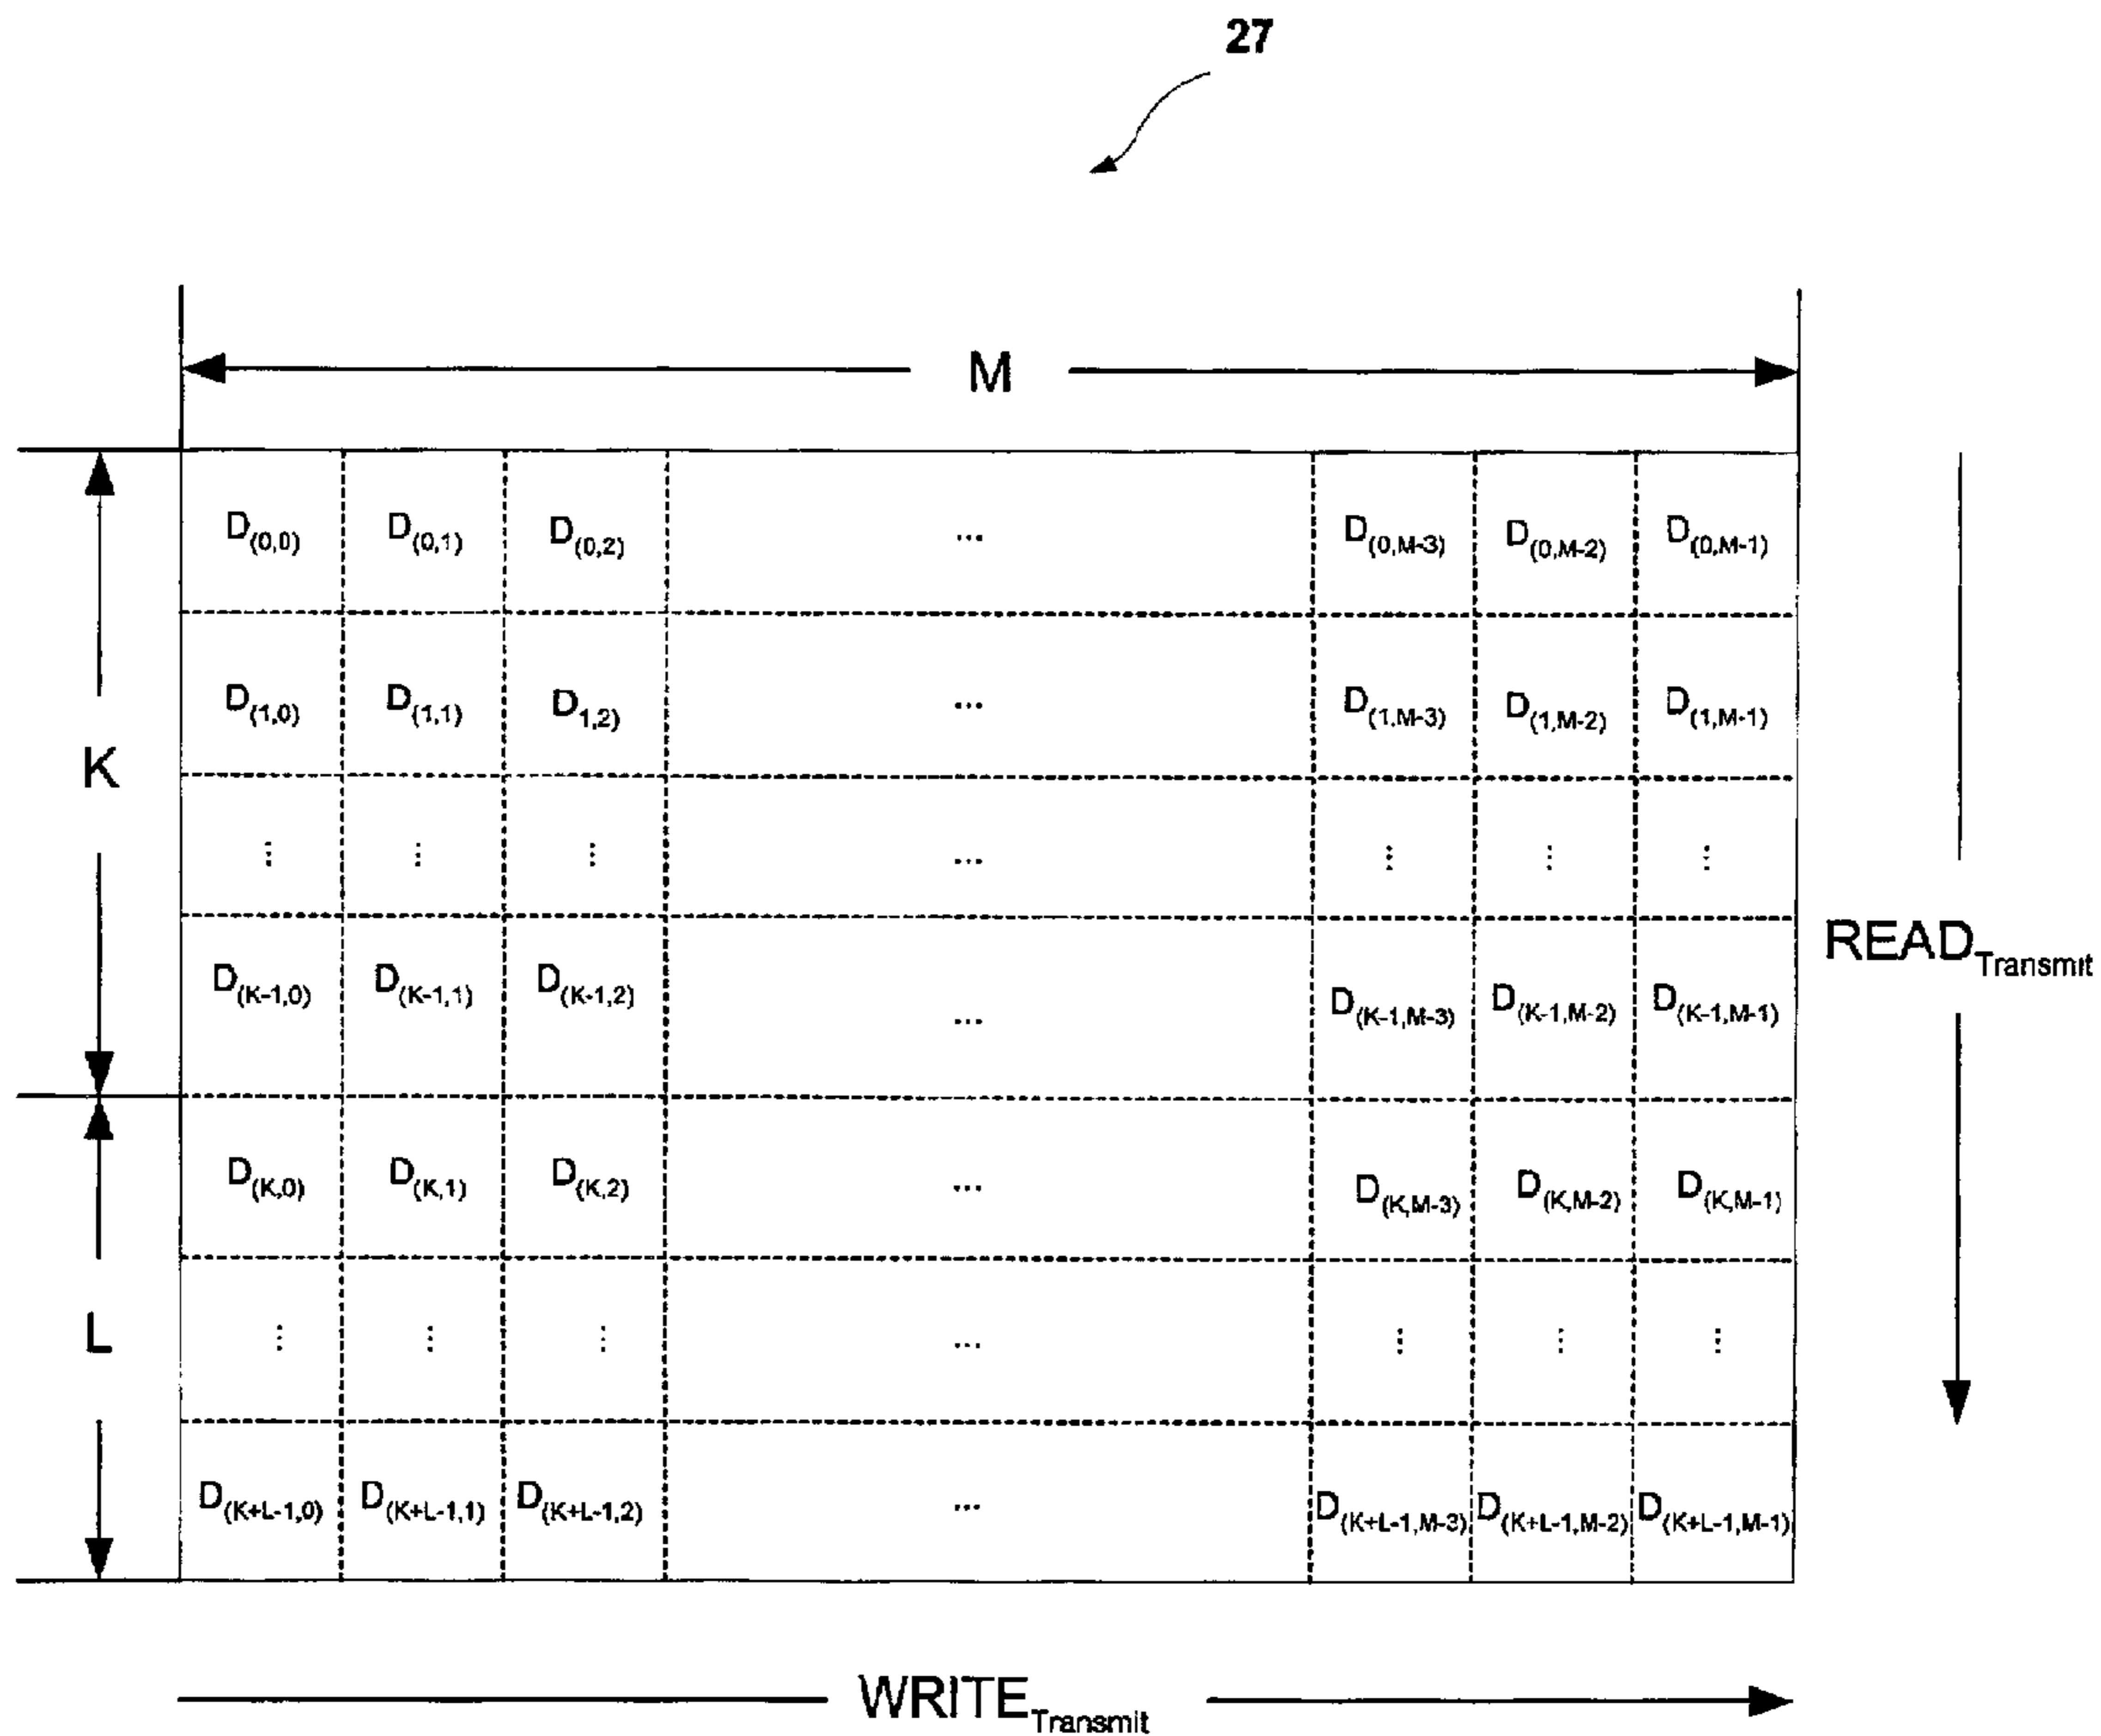 27
M
D(0,0) D(0,1) D(0,2) ... D(0,M-3) D(0,M-2) D(0,M-1)
D(1,0) D(1,1) D1,2) ... D(1,M-3) D(1,M-2) D(1,M-1)
K
⋮ ⋮ ⋮ ... ⋮ ⋮ ⋮
READTransmit
D(K-1,0) D(K-1,1) D(K-1,2) ... D(K-1,M-3) D(K-1,M-2) D(K-1,M-1)
D(K,0) D(K,1) D(K,2) ... D(K,M-3) D(K,M-2) D(K,M-1)
L
⋮ ⋮ ⋮ ... ⋮ ⋮ ⋮
D(K+L-1,0) D(K+L-1,1) D(K+L-1,2) ... D(K+L-1,M-3) D(K+L-1,M-2) D(K+L-1,M-1)
WRITETransmit